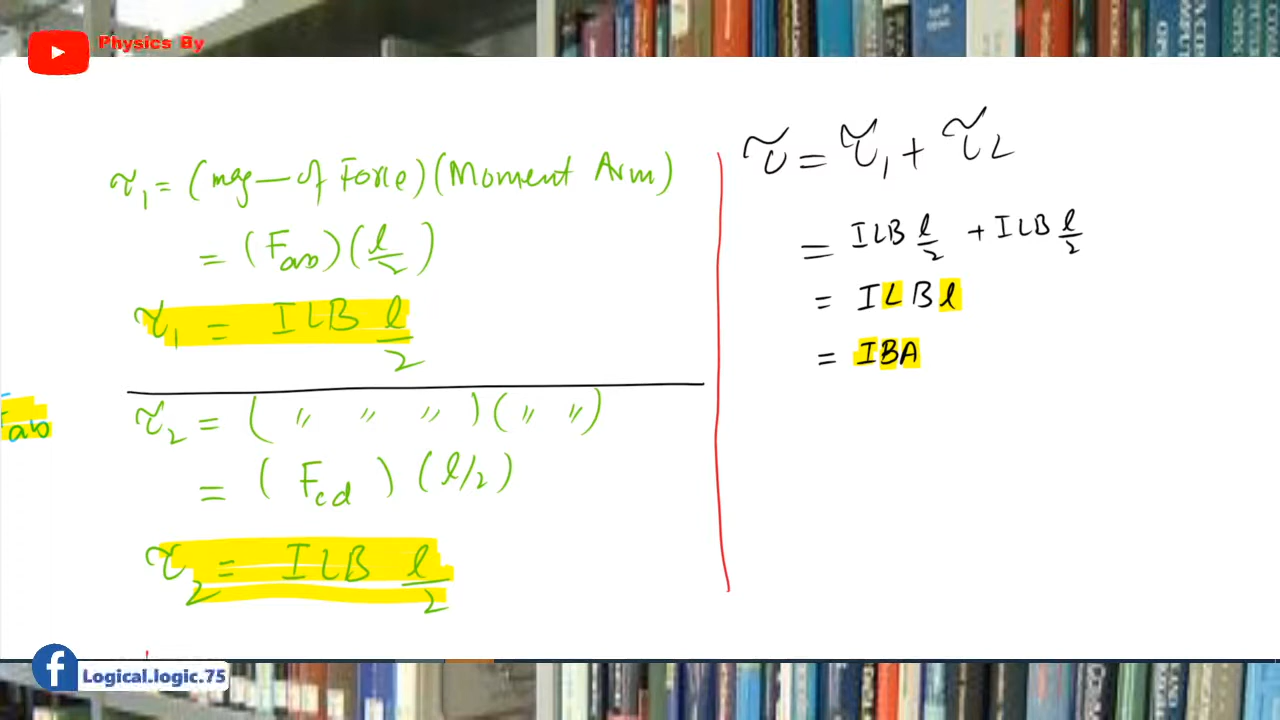 Physics By
τ₁ = (mag—of Force)(Moment Arm)
= (Fab)(l/2)
τ₁ = ILB l/2
Fab
τ₂ = ( " " " )( " " )
= ( Fcd ) (l/2)
τ₂ = ILB l/2
τ = τ₁ + τ₂
= ILB l/2 + ILB l/2
= ILBl
= IBA
Logical.logic.75